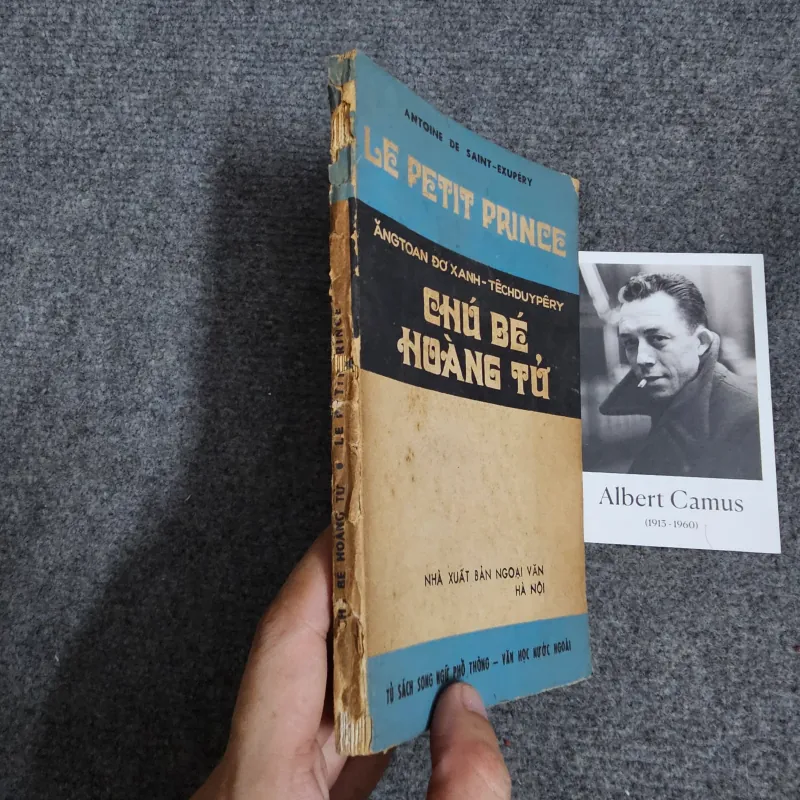 ANTOINE DE SAINT-EXUPÉRY
LE PETIT PRINCE
ĂNGTOAN ĐƠ XANH-TÊCHDUYPÊRY
CHÚ BÉ
HOÀNG TỬ
NHÀ XUẤT BẢN NGOẠI VĂN
HÀ NỘI
TỦ SÁCH SONG NGỮ PHỔ THÔNG – VĂN HỌC NƯỚC NGOÀI
BÉ HOÀNG TỬ • LE PETIT PRINCE
Albert Camus
(1913-1960)